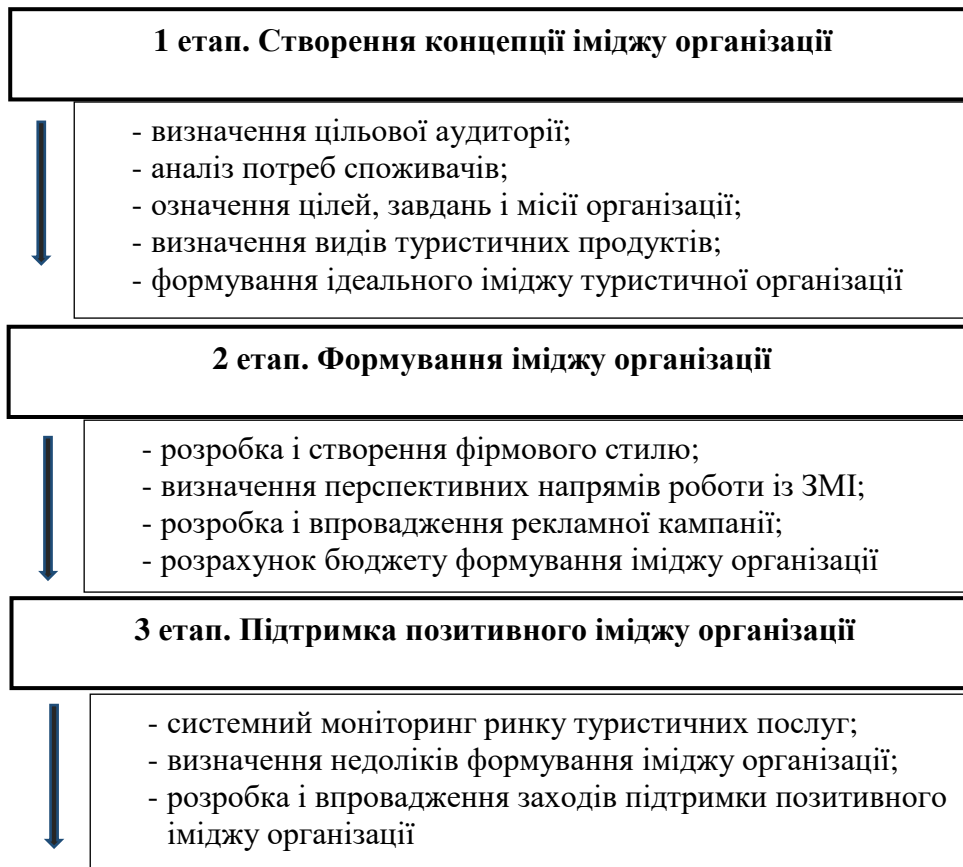 1 етап. Створення концепції іміджу організації
- визначення цільової аудиторії;
- аналіз потреб споживачів;
- означення цілей, завдань і місії організації;
- визначення видів туристичних продуктів;
- формування ідеального іміджу туристичної організації
2 етап. Формування іміджу організації
- розробка і створення фірмового стилю;
- визначення перспективних напрямів роботи із ЗМІ;
- розробка і впровадження рекламної кампанії;
- розрахунок бюджету формування іміджу організації
3 етап. Підтримка позитивного іміджу організації
- системний моніторинг ринку туристичних послуг;
- визначення недоліків формування іміджу організації;
- розробка і впровадження заходів підтримки позитивного
іміджу організації